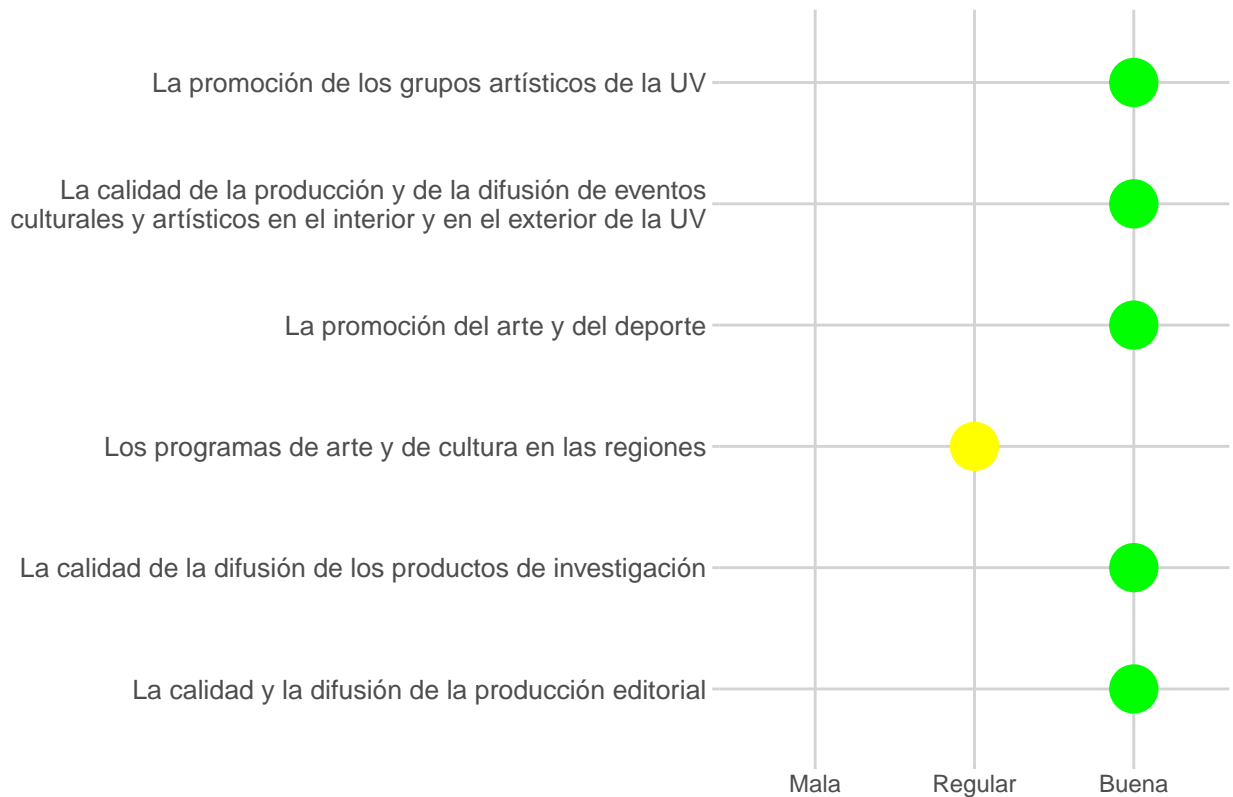 La promoción de los grupos artísticos de la UV
La calidad de la producción y de la difusión de eventos
culturales y artísticos en el interior y en el exterior de la UV
La promoción del arte y del deporte
Los programas de arte y de cultura en las regiones
La calidad de la difusión de los productos de investigación
La calidad y la difusión de la producción editorial
Mala Regular Buena